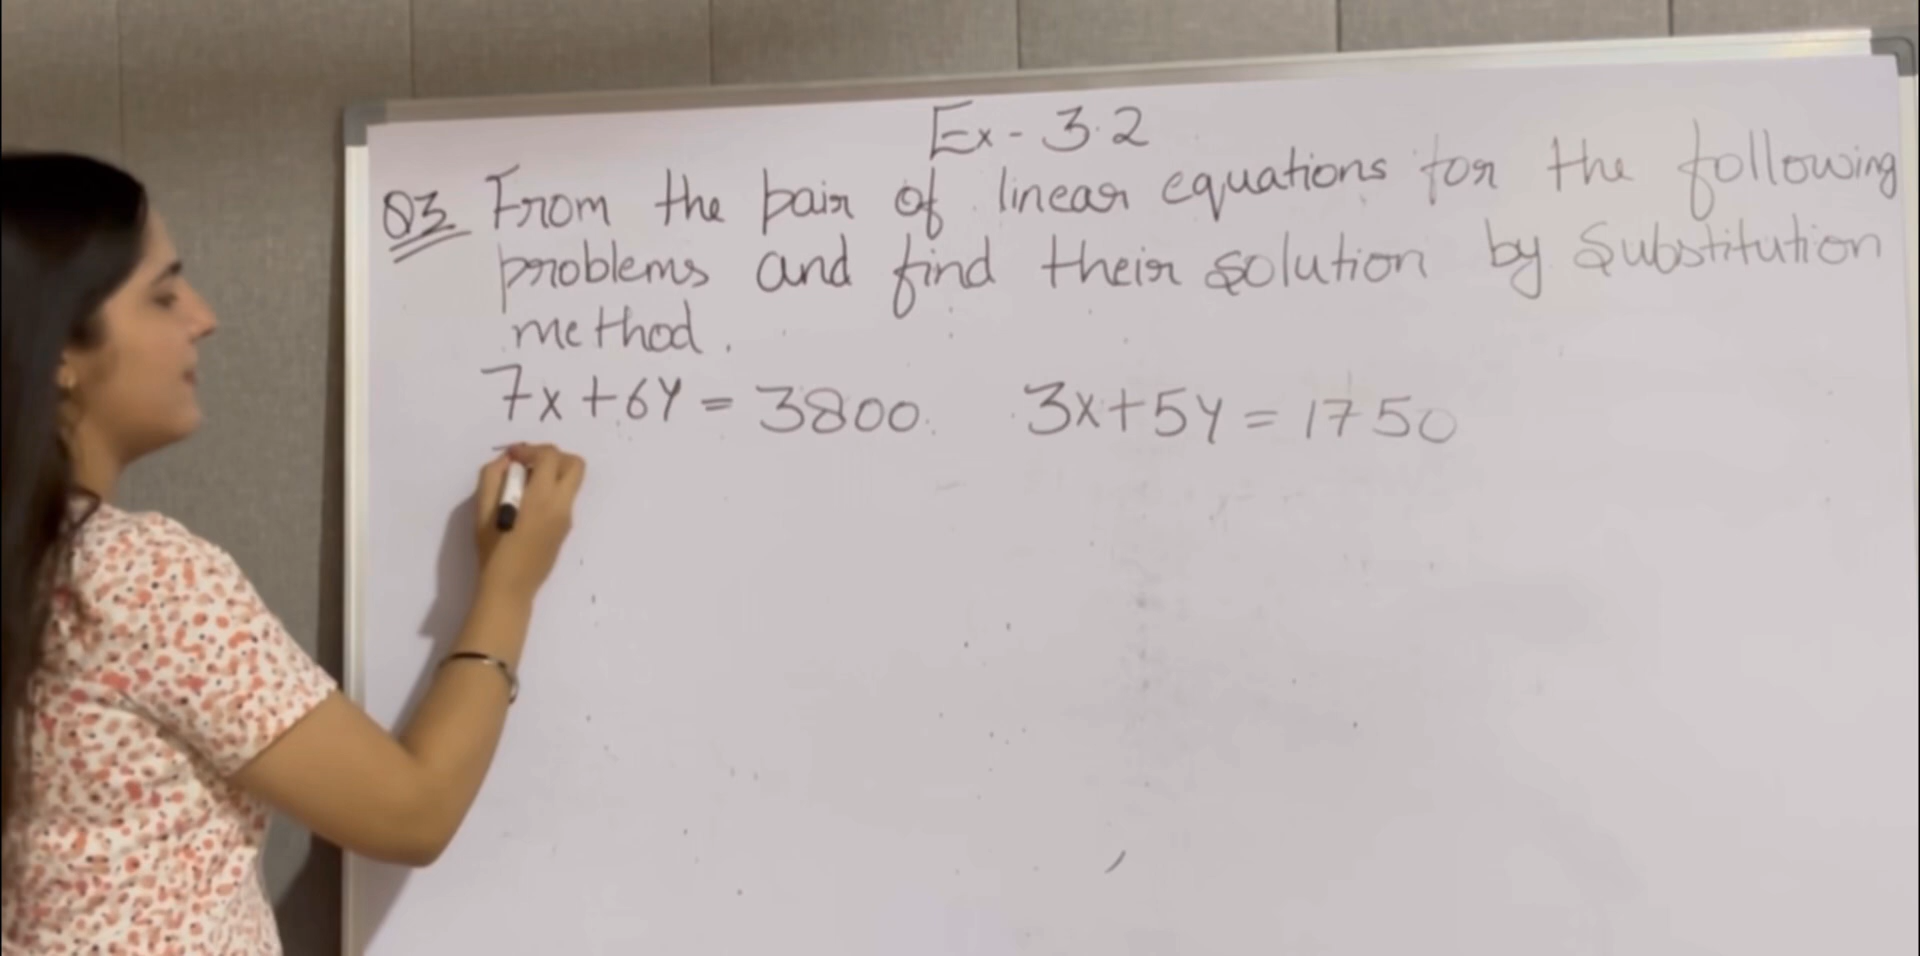 Ex - 3.2
Q3 From the pair of linear equations for the following
problems and find their solution by Substitution
method.
7x + 6y = 3800 3x + 5y = 1750